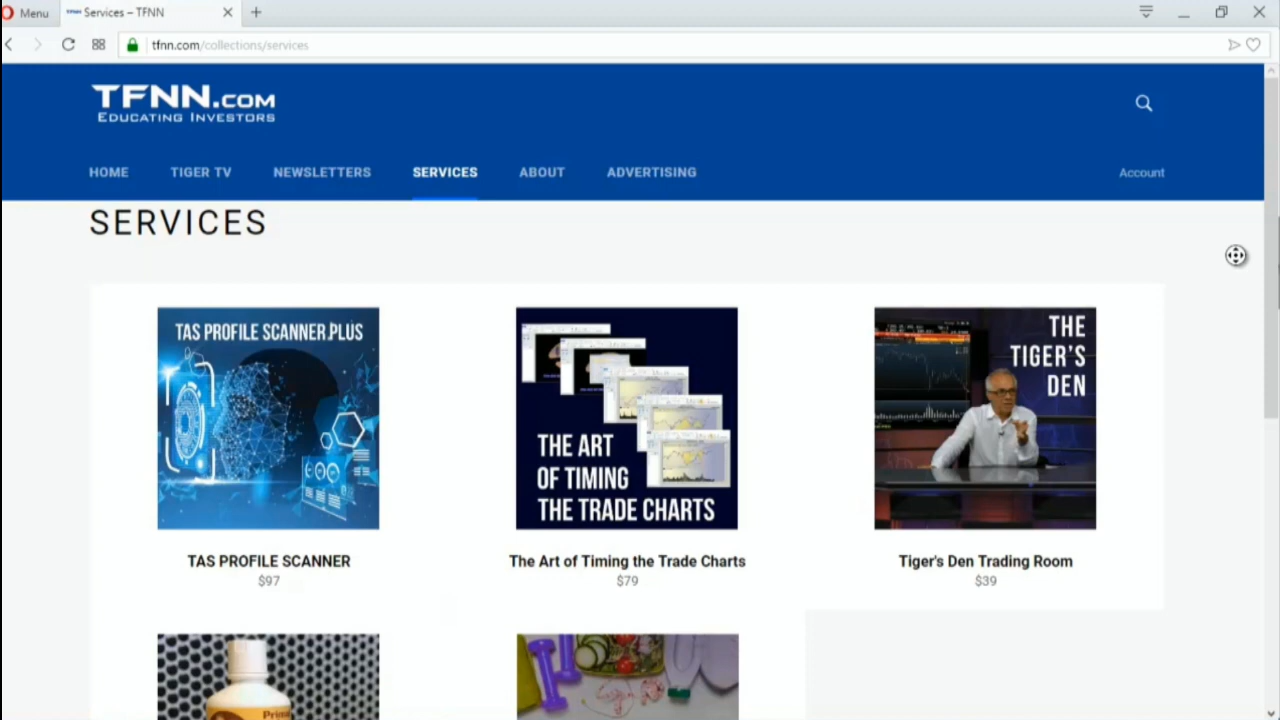 Menu
Services – TFNN
tfnn.com/collections/services
TFNN.COM
EDUCATING INVESTORS
HOME
TIGER TV
NEWSLETTERS
SERVICES
ABOUT
ADVERTISING
Account
SERVICES
TAS PROFILE SCANNER PLUS
THE ART
OF TIMING
THE TRADE CHARTS
THE
TIGER'S
DEN
TAS PROFILE SCANNER
$97
The Art of Timing the Trade Charts
$79
Tiger's Den Trading Room
$39